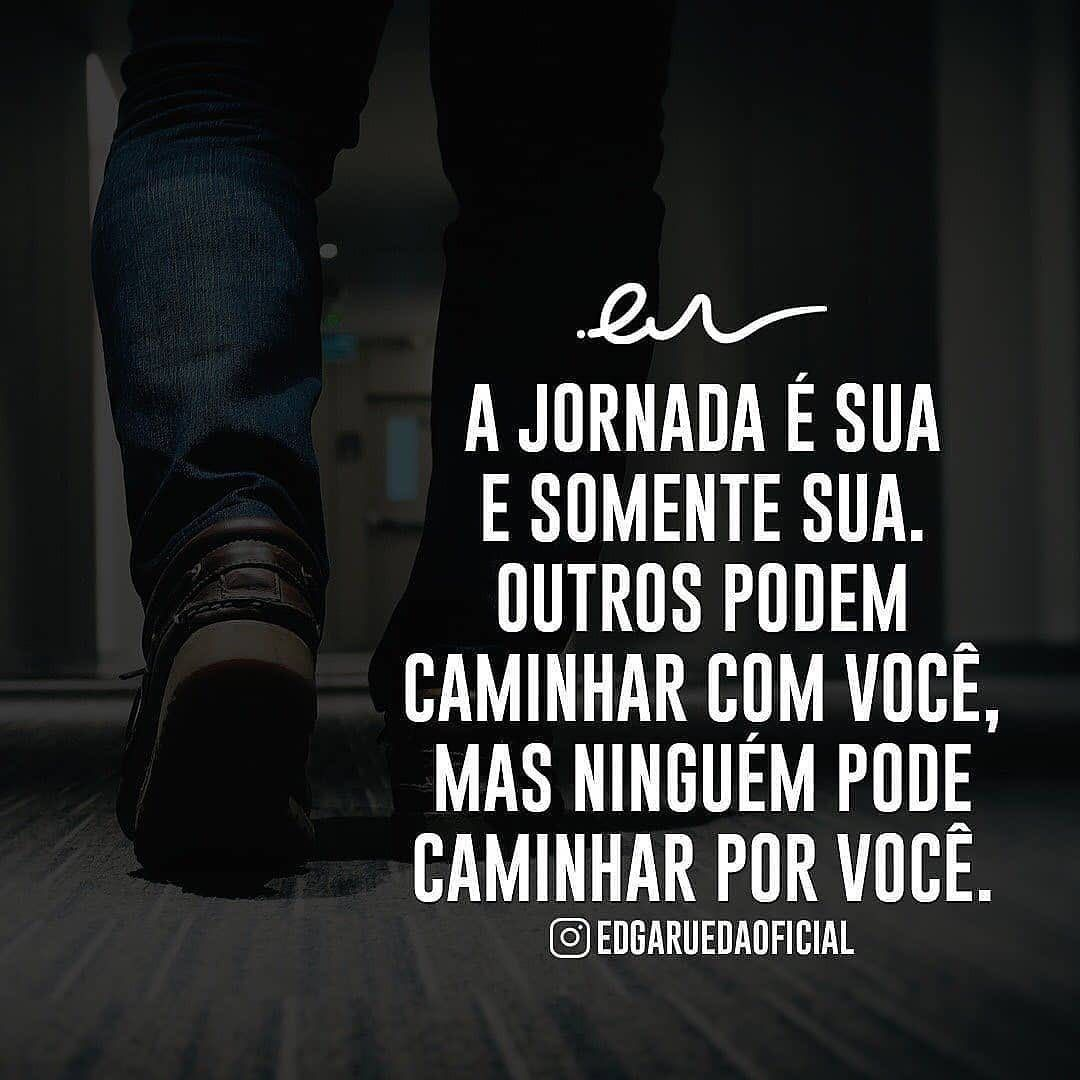 A JORNADA É SUA
E SOMENTE SUA.
OUTROS PODEM
CAMINHAR COM VOCÊ,
MAS NINGUÉM PODE
CAMINHAR POR VOCÊ.
EDGARUEDAOFICIAL